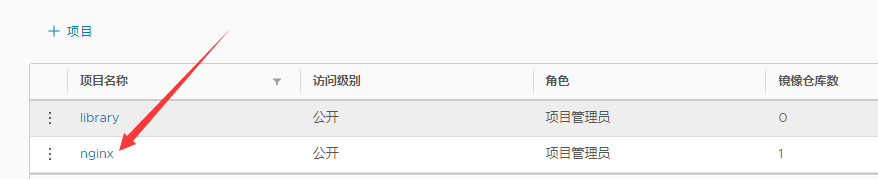 + 项目
项目名称 访问级别 角色 镜像仓库数
library 公开 项目管理员 0
nginx 公开 项目管理员 1